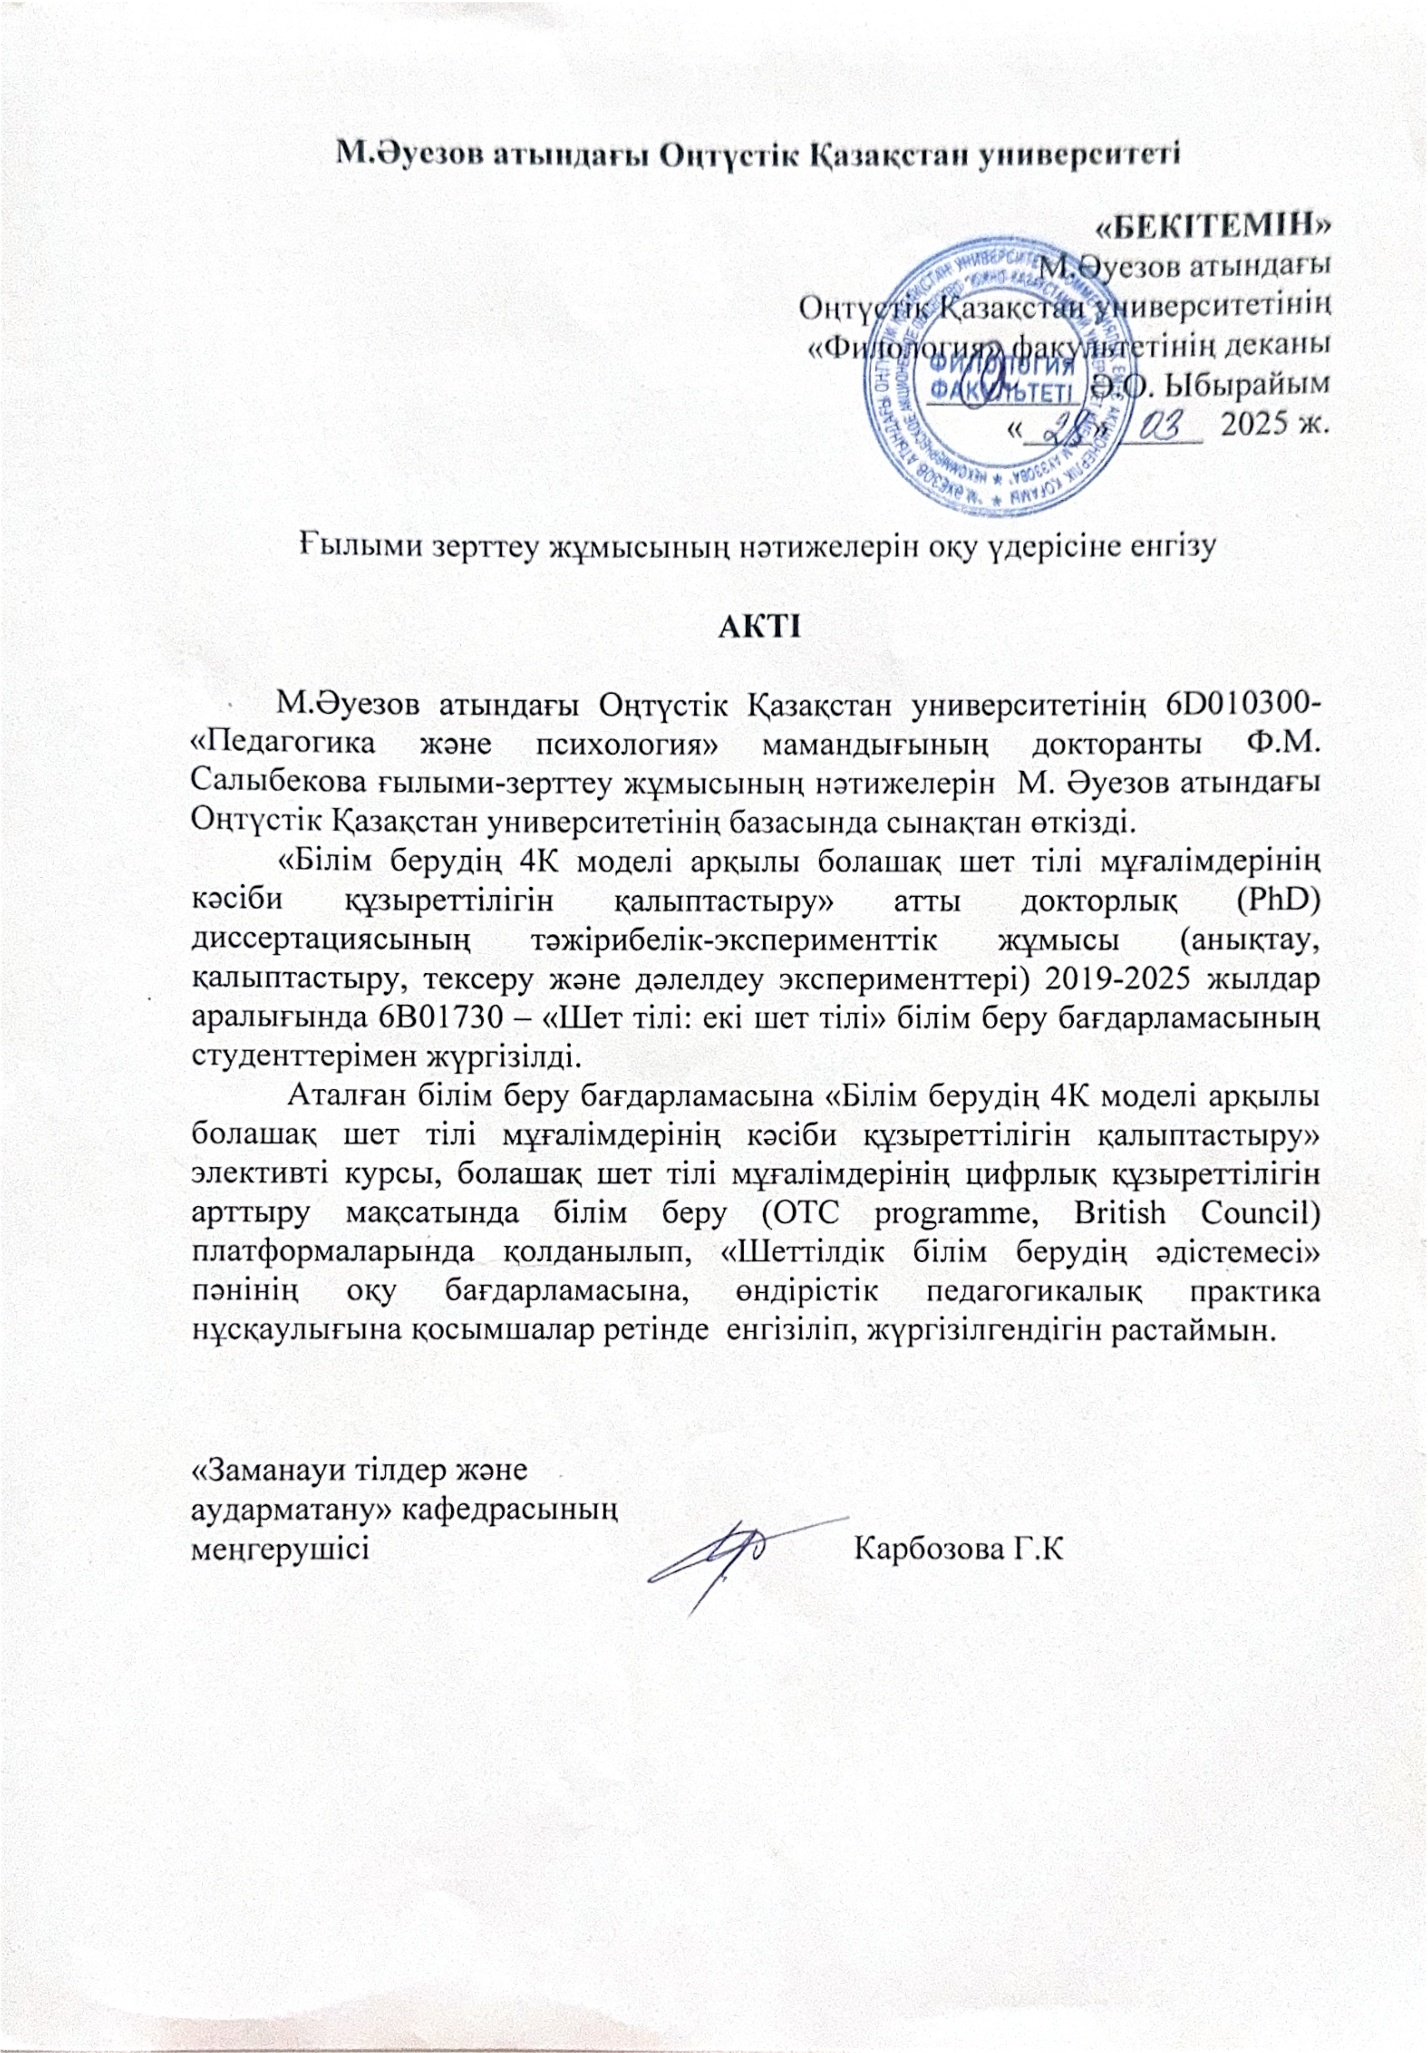 М.Әуезов атындағы Оңтүстік Қазақстан университеті
«БЕКІТЕМІН»
М.Әуезов атындағы
Оңтүстік Қазақстан университетінің
«Филология» факультетінің деканы
Ә.О. Ыбырайым
«28» 03 2025 ж.
ФИЛОЛОГИЯ
ФАКУЛЬТЕТІ
Ғылыми зерттеу жұмысының нәтижелерін оқу үдерісіне енгізу
АКТІ
М.Әуезов атындағы Оңтүстік Қазақстан университетінің 6D010300-
«Педагогика және психология» мамандығының докторанты Ф.М.
Салыбекова ғылыми-зерттеу жұмысының нәтижелерін М. Әуезов атындағы
Оңтүстік Қазақстан университетінің базасында сынақтан өткізді.
«Білім берудің 4К моделі арқылы болашақ шет тілі мұғалімдерінің
кәсіби құзыреттілігін қалыптастыру» атты докторлық (PhD)
диссертациясының тәжірибелік-эксперименттік жұмысы (анықтау,
қалыптастыру, тексеру және дәлелдеу эксперименттері) 2019-2025 жылдар
аралығында 6В01730 – «Шет тілі: екі шет тілі» білім беру бағдарламасының
студенттерімен жүргізілді.
Аталған білім беру бағдарламасына «Білім берудің 4К моделі арқылы
болашақ шет тілі мұғалімдерінің кәсіби құзыреттілігін қалыптастыру»
элективті курсы, болашақ шет тілі мұғалімдерінің цифрлық құзыреттілігін
арттыру мақсатында білім беру (OTC programme, British Council)
платформаларында қолданылып, «Шеттілдік білім берудің әдістемесі»
пәнінің оқу бағдарламасына, өндірістік педагогикалық практика
нұсқаулығына қосымшалар ретінде енгізіліп, жүргізілгендігін растаймын.
«Заманауи тілдер және
аударматану» кафедрасының
меңгерушісі Карбозова Г.К